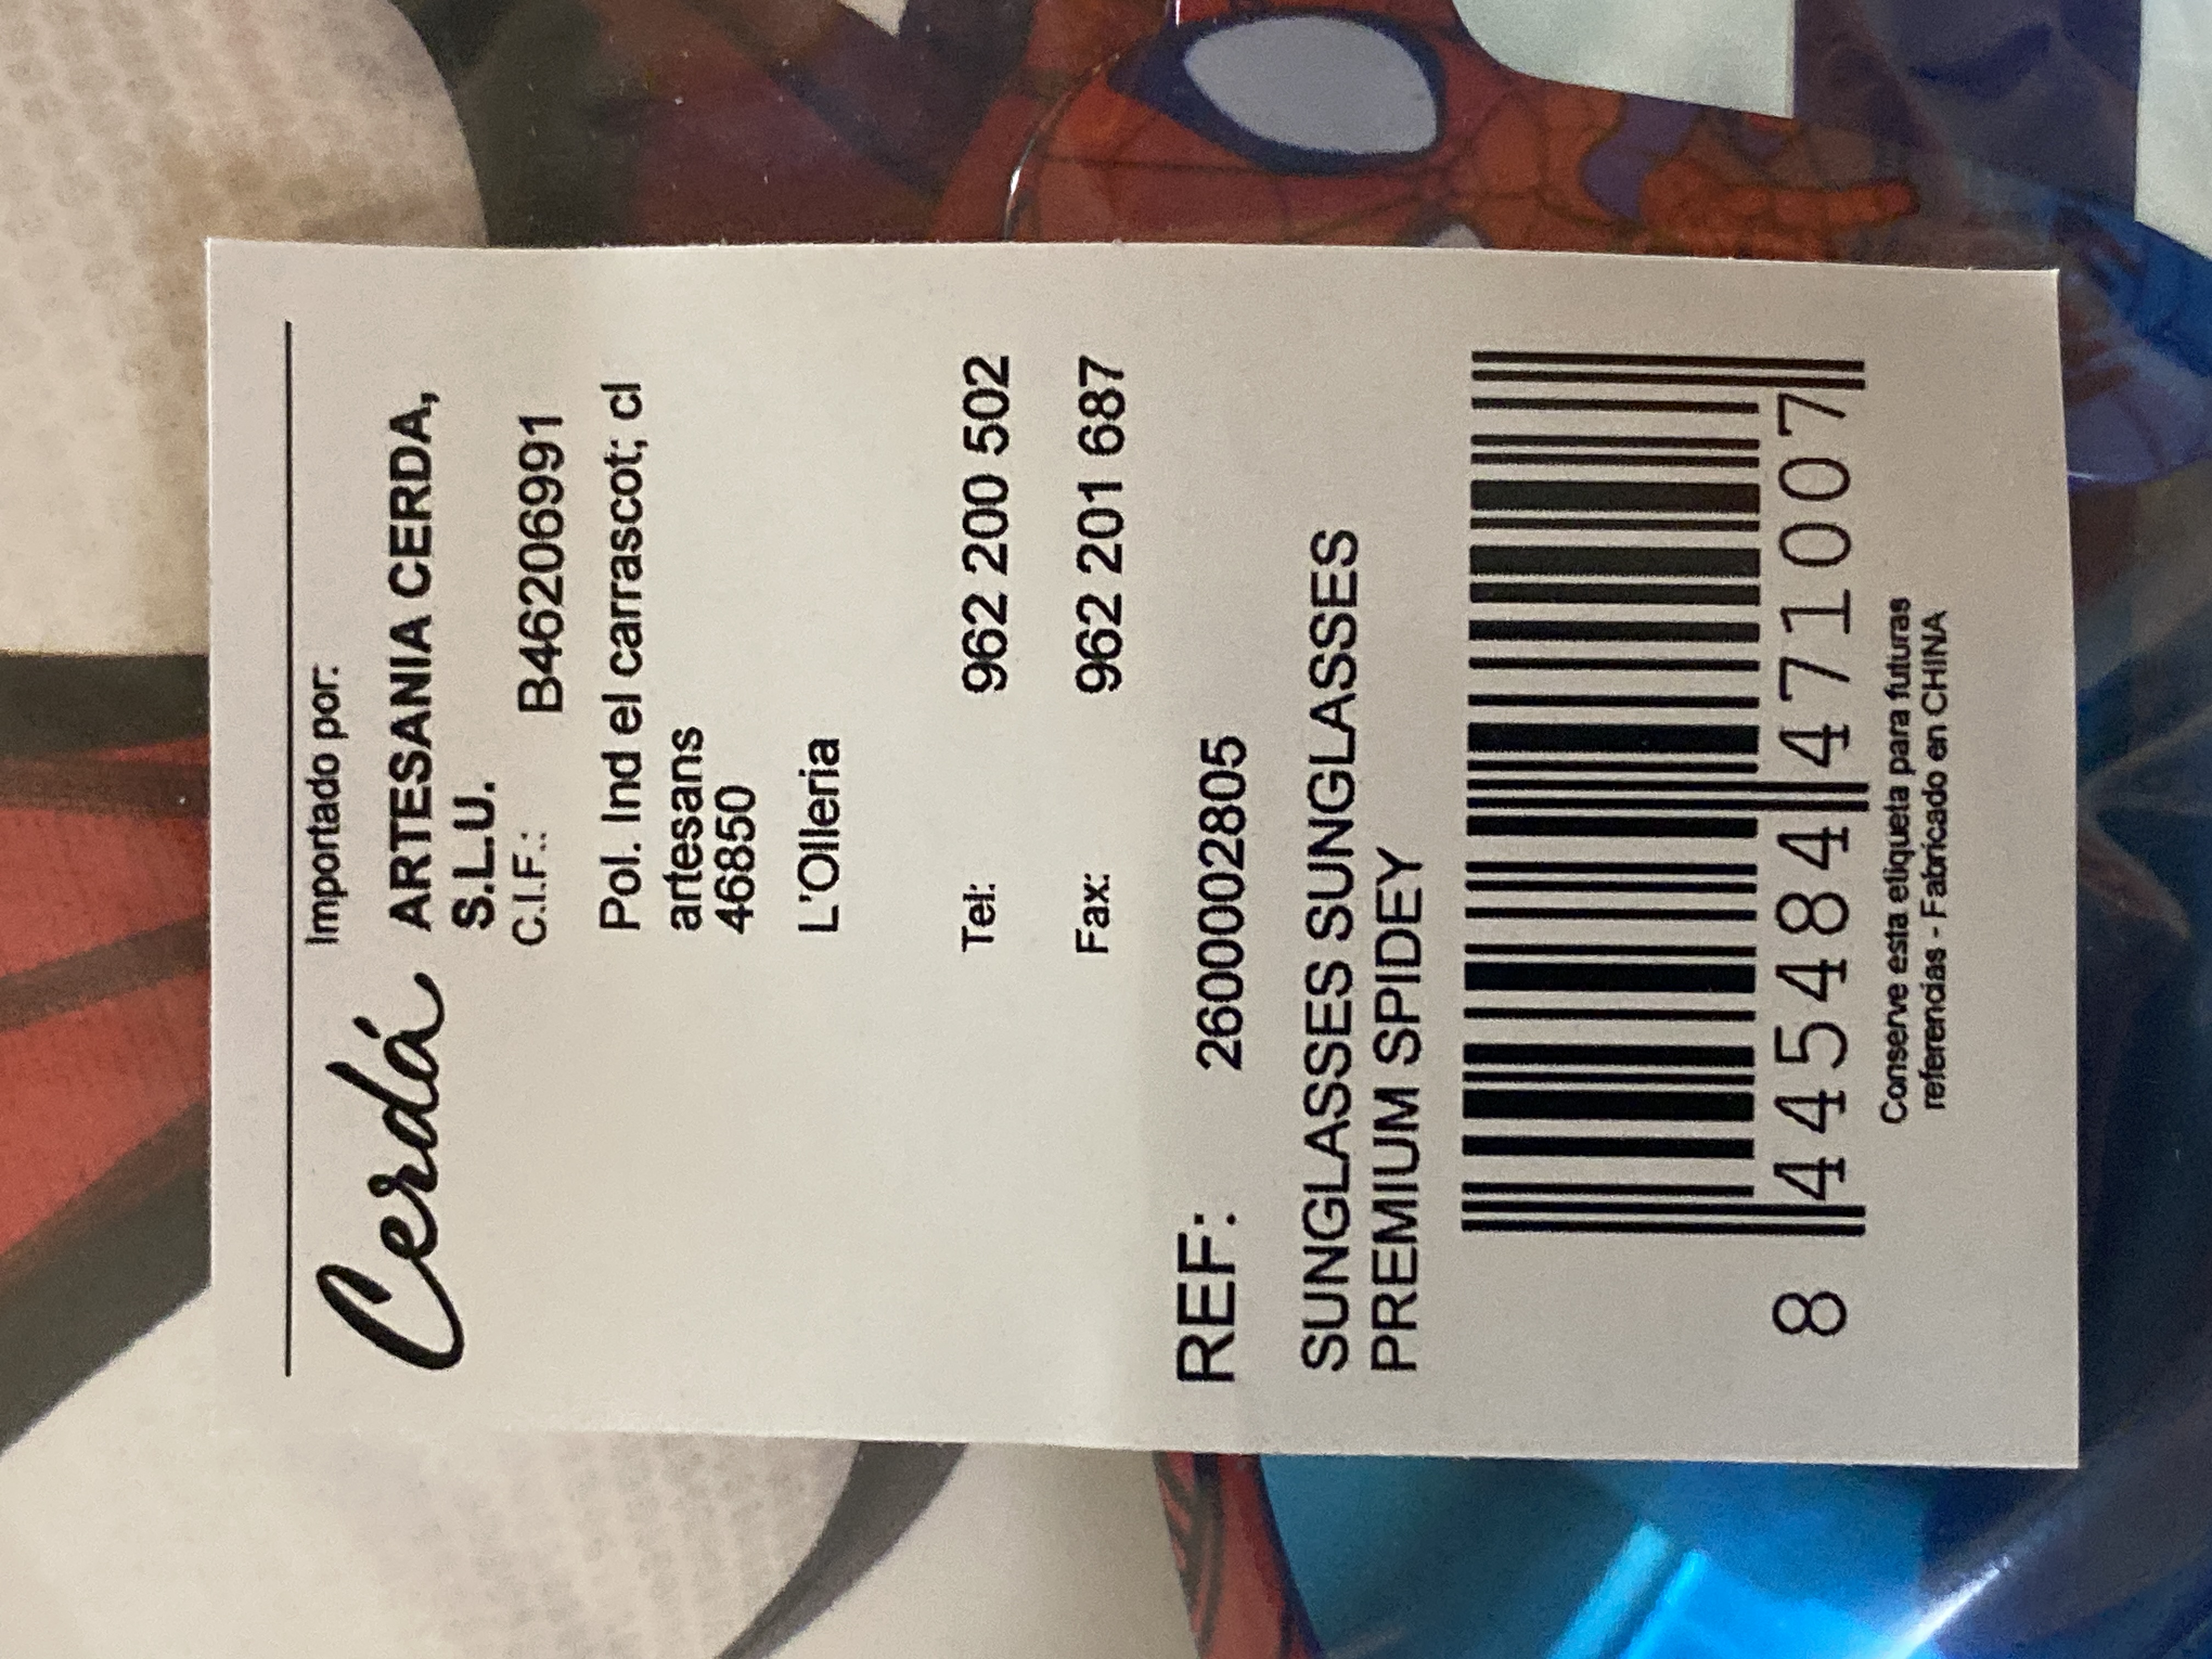 Importado por:
Cerdá
ARTESANIA CERDA,
S.L.U.
C.I.F.: B46206991
Pol. Ind el carrascot; cl
artesans
46850
L'Olleria
Tel: 962 200 502
Fax: 962 201 687
REF: 2600002805
SUNGLASSES SUNGLASSES
PREMIUM SPIDEY
8 445484 471007
Conserve esta etiqueta para futuras
referencias - Fabricado en CHINA